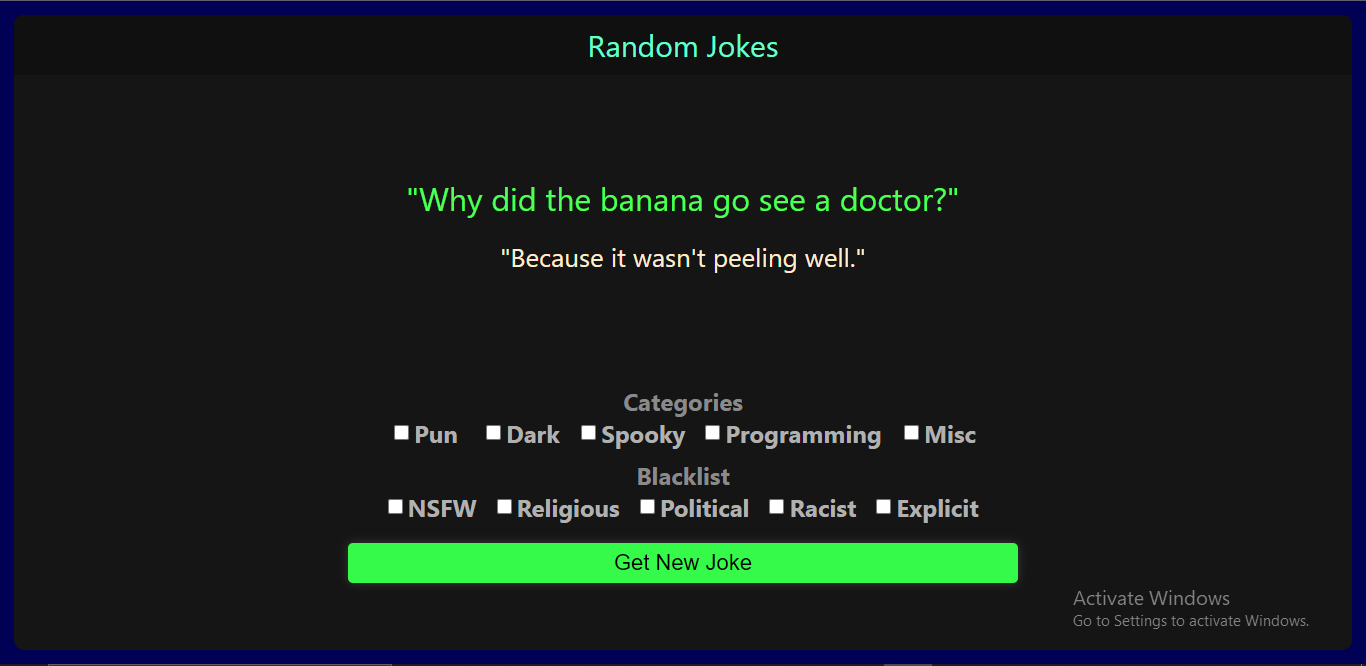 Random Jokes
"Why did the banana go see a doctor?"
"Because it wasn't peeling well."
Categories
Pun Dark Spooky Programming Misc
Blacklist
NSFW Religious Political Racist Explicit
Get New Joke
Activate Windows
Go to Settings to activate Windows.